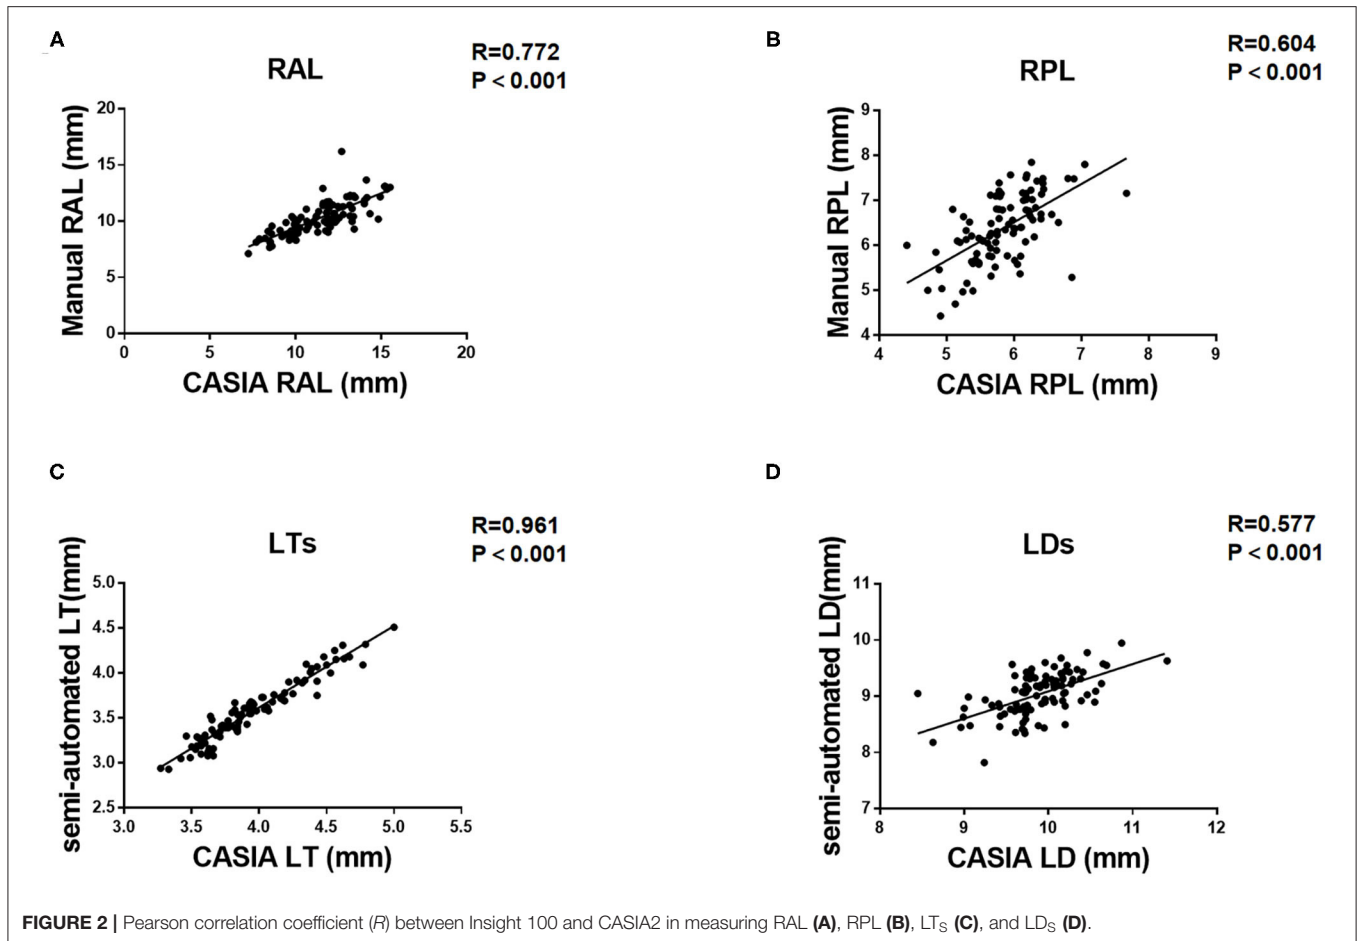 A
R=0.772
P < 0.001
RAL
Manual RAL (mm)
20
15
10
5
0
0 5 10 15 20
CASIA RAL (mm)
B
R=0.604
P < 0.001
RPL
Manual RPL (mm)
9
8
7
6
5
4
4 5 6 7 8 9
CASIA RPL (mm)
C
R=0.961
P < 0.001
LTs
semi-automated LT(mm)
5.0
4.5
4.0
3.5
3.0
2.5
3.0 3.5 4.0 4.5 5.0 5.5
CASIA LT (mm)
D
R=0.577
P < 0.001
LDs
semi-automated LD(mm)
11
10
9
8
7
8 9 10 11 12
CASIA LD (mm)
FIGURE 2 | Pearson correlation coefficient (R) between Insight 100 and CASIA2 in measuring RAL (A), RPL (B), LTS (C), and LDS (D).